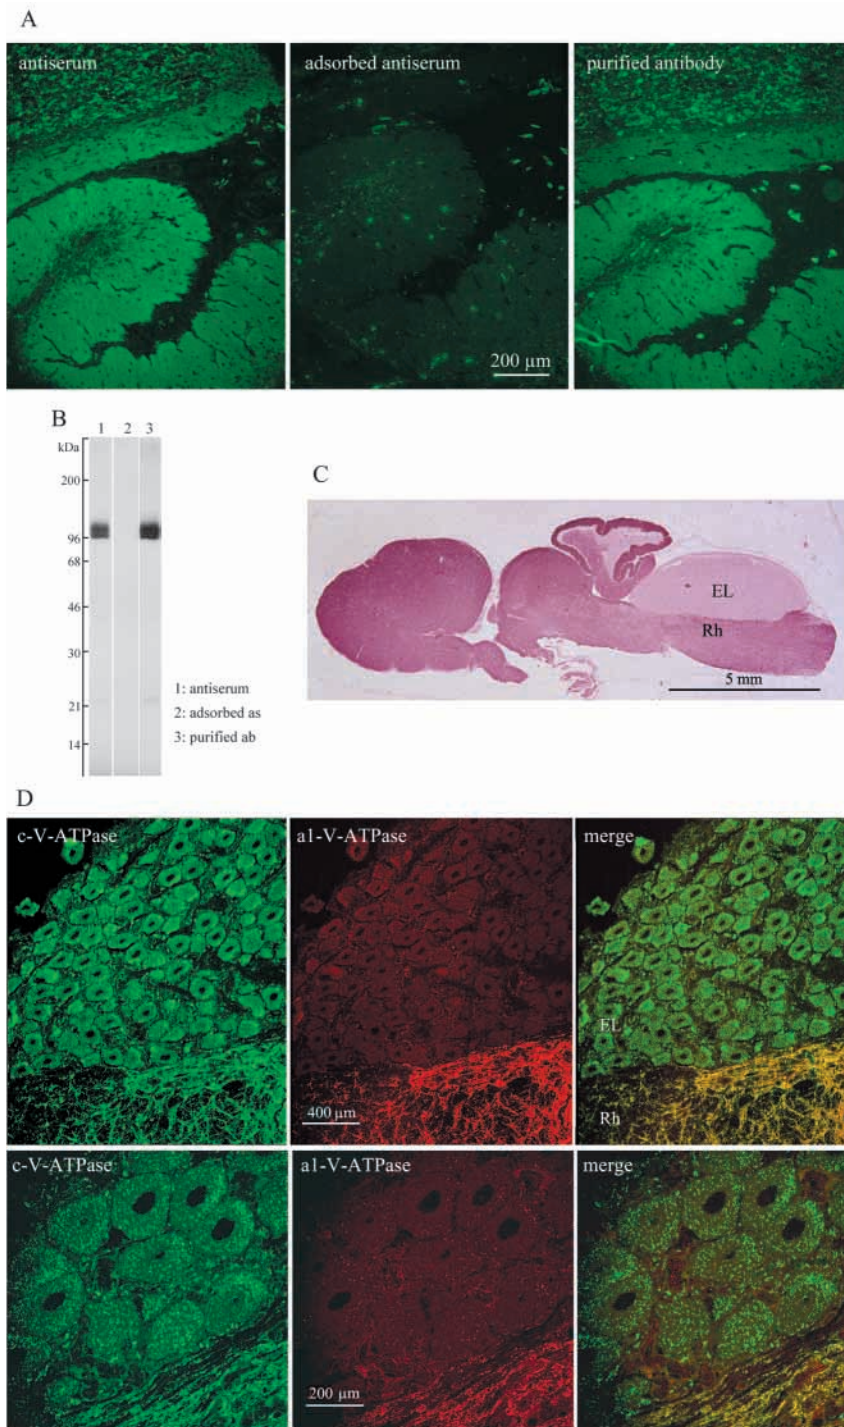 A
antiserum
adsorbed antiserum
purified antibody
200 µm
B
1 2 3
kDa
200
96
68
46
30
21
14
1: antiserum
2: adsorbed as
3: purified ab
C
EL
Rh
5 mm
D
c-V-ATPase
a1-V-ATPase
merge
EL
400 µm
Rh
c-V-ATPase
a1-V-ATPase
merge
200 µm